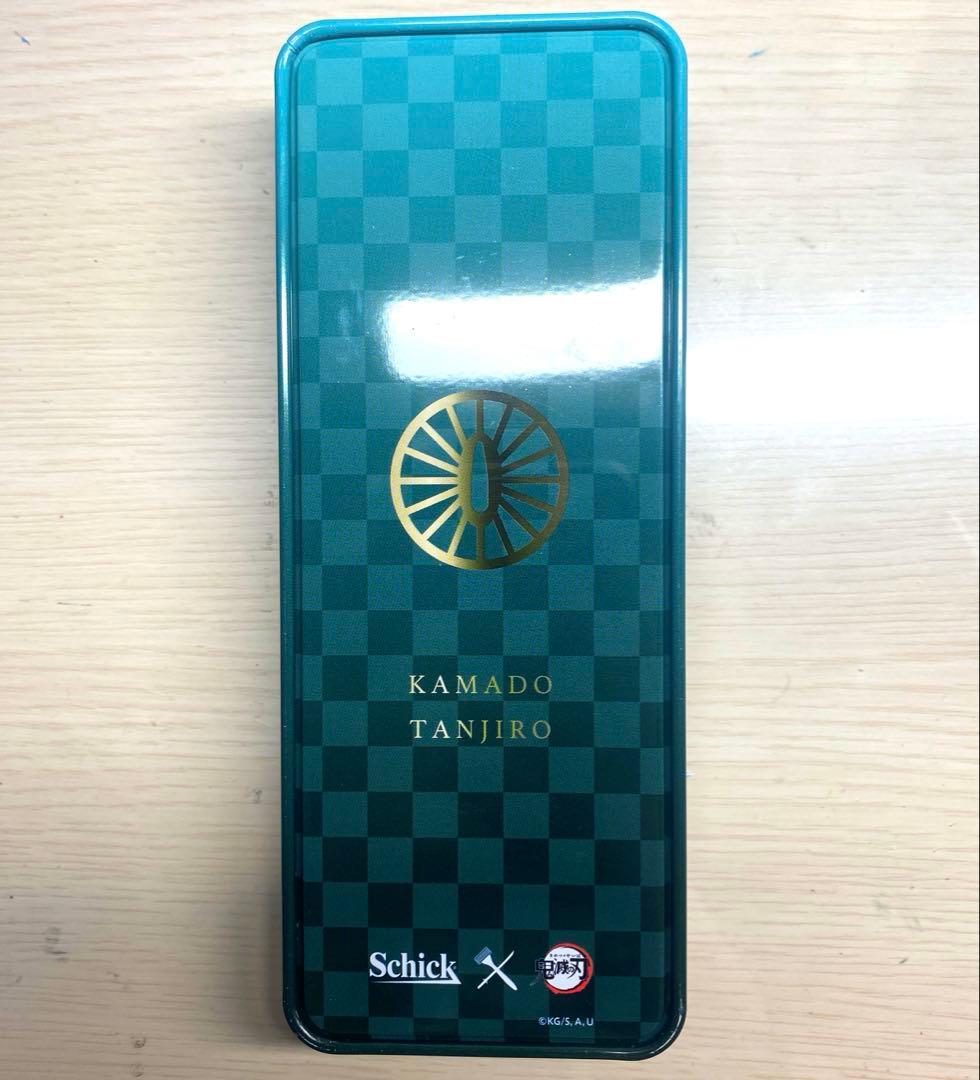 KAMADO
TANJIRO
Schick
鬼滅の刃
©KG/S, A, U